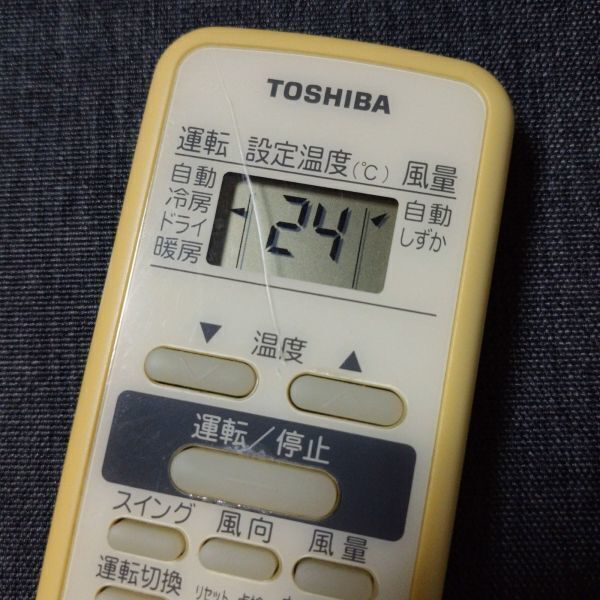 TOSHIBA
運転 設定温度(℃) 風量
自動
冷房
ドライ
暖房
24
自動
しずか
▼ 温度 ▲
運転/停止
スイング 風向 風量
運転切換 リセット 点検